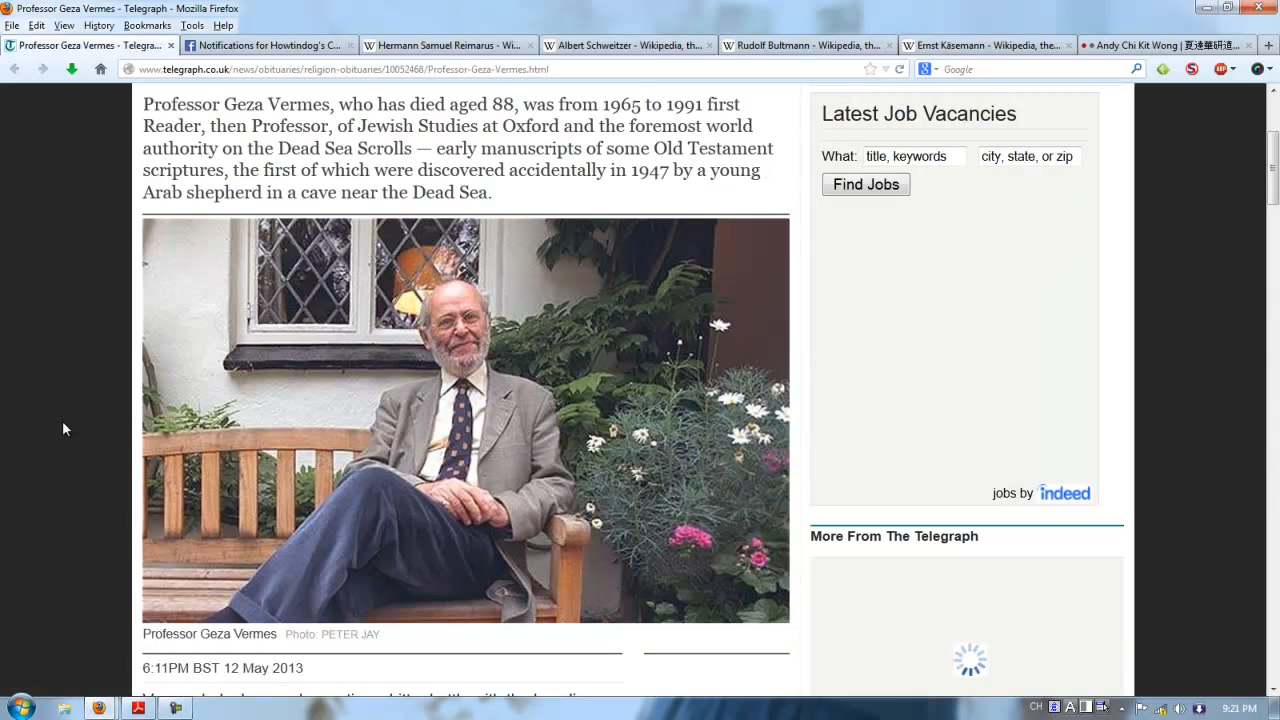 Professor Geza Vermes - Telegraph - Mozilla Firefox
File Edit View History Bookmarks Tools Help
Professor Geza Vermes - Telegra... Notifications for Howtindog's C... Hermann Samuel Reimarus - Wi... Albert Schweitzer - Wikipedia, th... Rudolf Bultmann - Wikipedia, the... Ernst Käsemann - Wikipedia, the... Andy Chi Kit Wong | 夏達華研道...
www.telegraph.co.uk/news/obituaries/religion-obituaries/10052468/Professor-Geza-Vermes.html Google
Professor Geza Vermes, who has died aged 88, was from 1965 to 1991 first
Reader, then Professor, of Jewish Studies at Oxford and the foremost world
authority on the Dead Sea Scrolls — early manuscripts of some Old Testament
scriptures, the first of which were discovered accidentally in 1947 by a young
Arab shepherd in a cave near the Dead Sea.
Professor Geza Vermes Photo: PETER JAY
6:11PM BST 12 May 2013
Latest Job Vacancies
What: title, keywords city, state, or zip
Find Jobs
jobs by indeed
More From The Telegraph
CH 9:21 PM